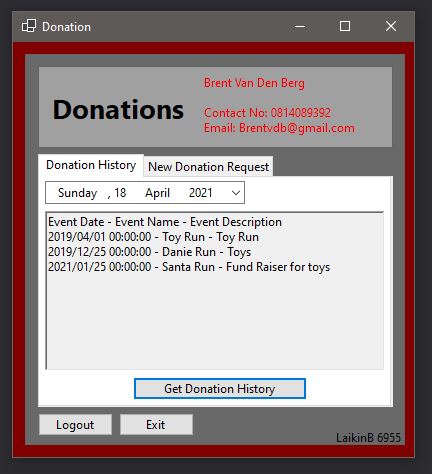 Donation
Brent Van Den Berg
Donations
Contact No: 0814089392
Email: Brentvdb@gmail.com
Donation History
New Donation Request
Sunday , 18 April 2021
Event Date - Event Name - Event Description
2019/04/01 00:00:00 - Toy Run - Toy Run
2019/12/25 00:00:00 - Danie Run - Toys
2021/01/25 00:00:00 - Santa Run - Fund Raiser for toys
Get Donation History
Logout
Exit
LaikinB 6955